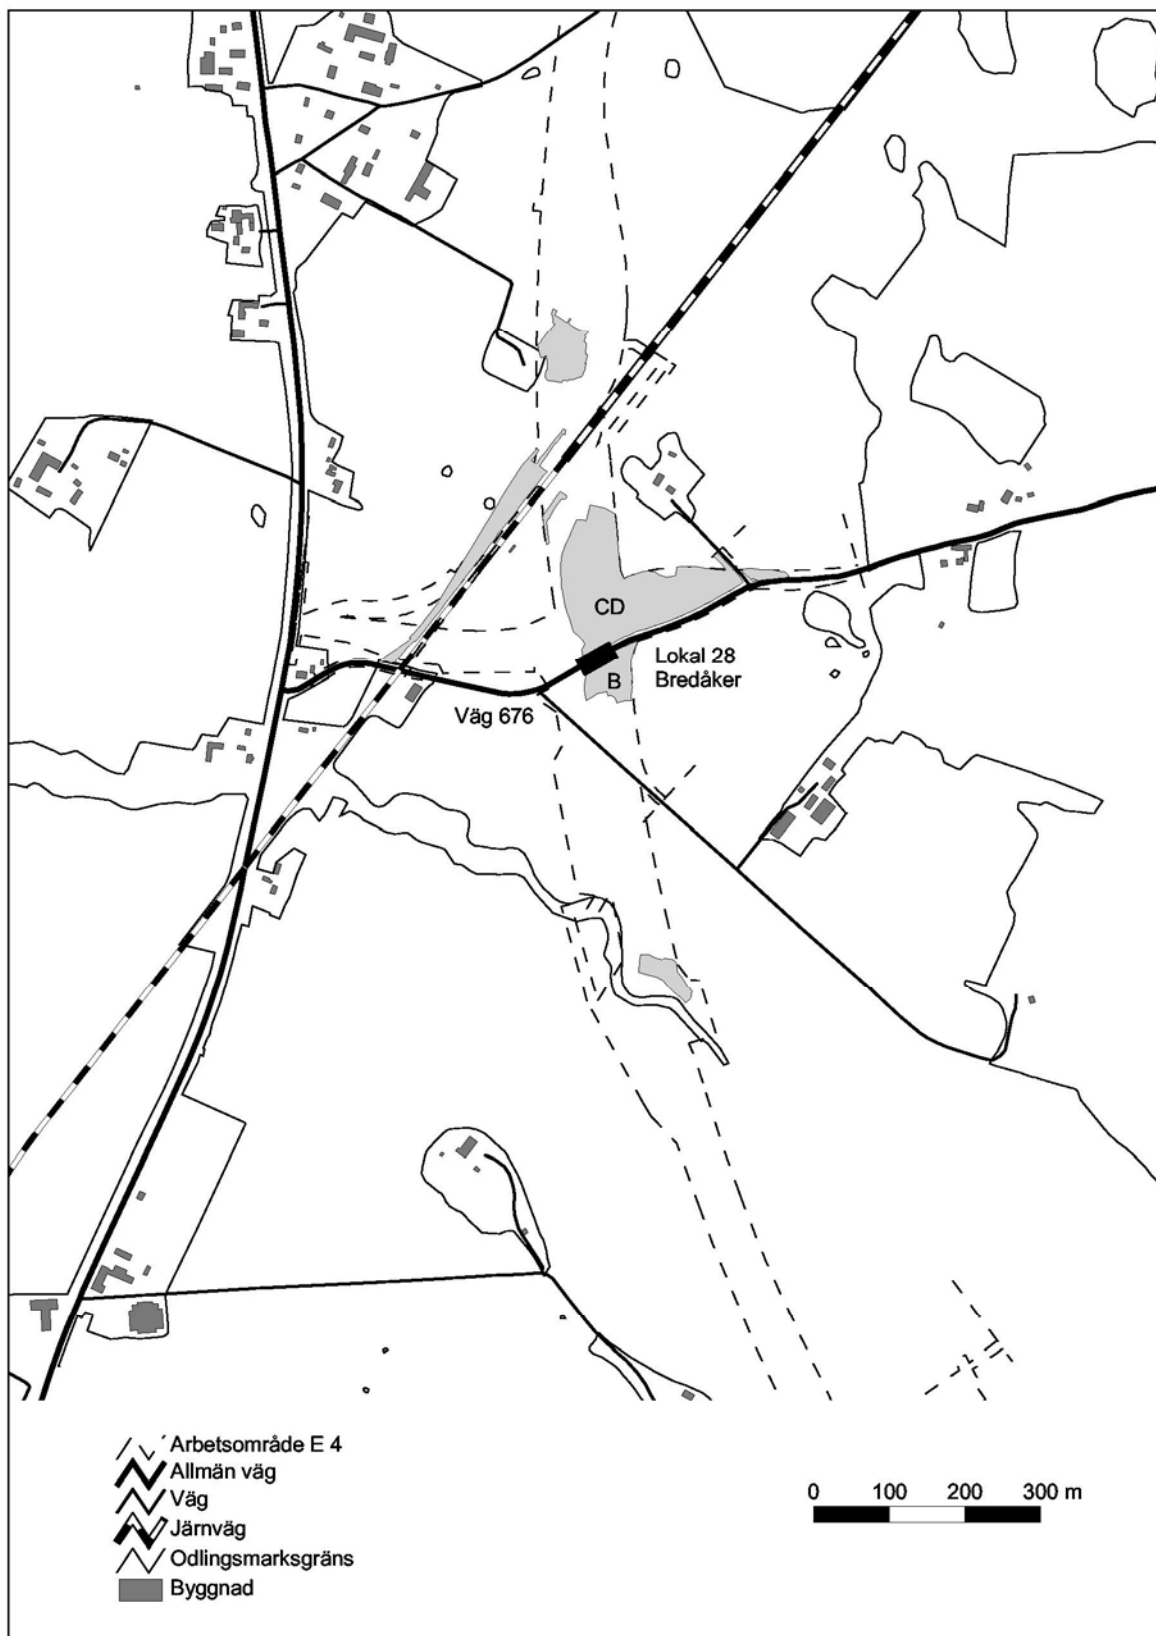 CD
Lokal 28
Bredåker
B
Väg 676
Arbetsområde E 4
Allmän väg
Väg
Järnväg
Odlingsmarksgräns
Byggnad
0 100 200 300 m